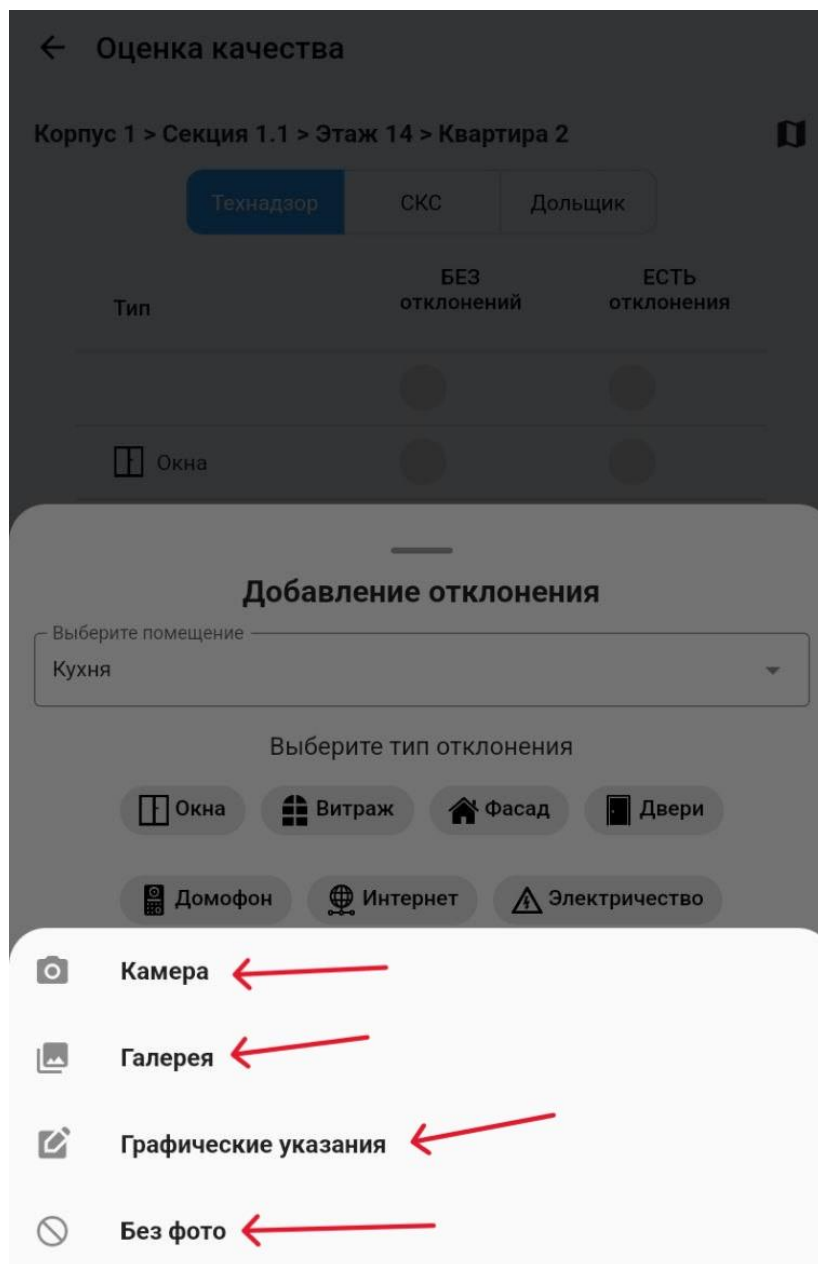 Оценка качества
Корпус 1 > Секция 1.1 > Этаж 14 > Квартира 2
Технадзор СКС Дольщик
Тип БЕЗ отклонений ЕСТЬ отклонения
Окна
Добавление отклонения
Выберите помещение
Кухня
Выберите тип отклонения
Окна Витраж Фасад Двери
Домофон Интернет Электричество
Камера
Галерея
Графические указания
Без фото